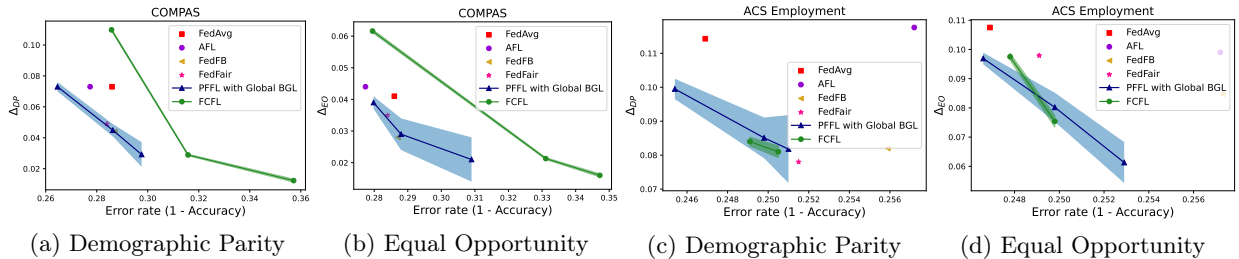 COMPAS
0.10
0.08
0.06
0.04
0.02
Δ_DP
FedAvg
AFL
FedFB
FedFair
PFFL with Global BGL
FCFL
0.26
0.28
0.30
0.32
0.34
0.36
Error rate (1 - Accuracy)
(a) Demographic Parity
COMPAS
0.06
0.05
0.04
0.03
0.02
Δ_EO
FedAvg
AFL
FedFB
FedFair
PFFL with Global BGL
FCFL
0.28
0.29
0.30
0.31
0.32
0.33
0.34
0.35
Error rate (1 - Accuracy)
(b) Equal Opportunity
ACS Employment
0.11
0.10
0.09
0.08
0.07
Δ_DP
FedAvg
AFL
FedFB
FedFair
PFFL with Global BGL
FCFL
0.246
0.248
0.250
0.252
0.254
0.256
Error rate (1 - Accuracy)
(c) Demographic Parity
ACS Employment
0.11
0.10
0.09
0.08
0.07
0.06
Δ_EO
FedAvg
AFL
FedFB
FedFair
PFFL with Global BGL
FCFL
0.248
0.250
0.252
0.254
0.256
Error rate (1 - Accuracy)
(d) Equal Opportunity